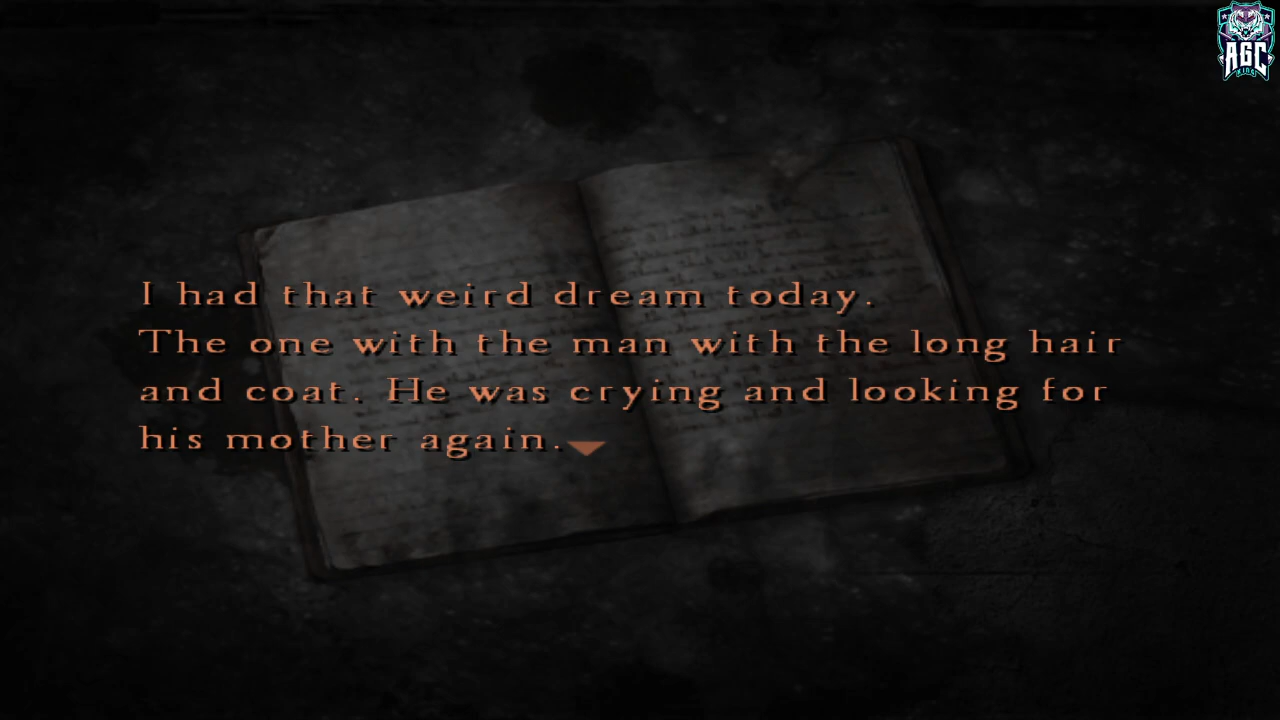 AGC
KING
I had that weird dream today.
The one with the man with the long hair
and coat. He was crying and looking for
his mother again.